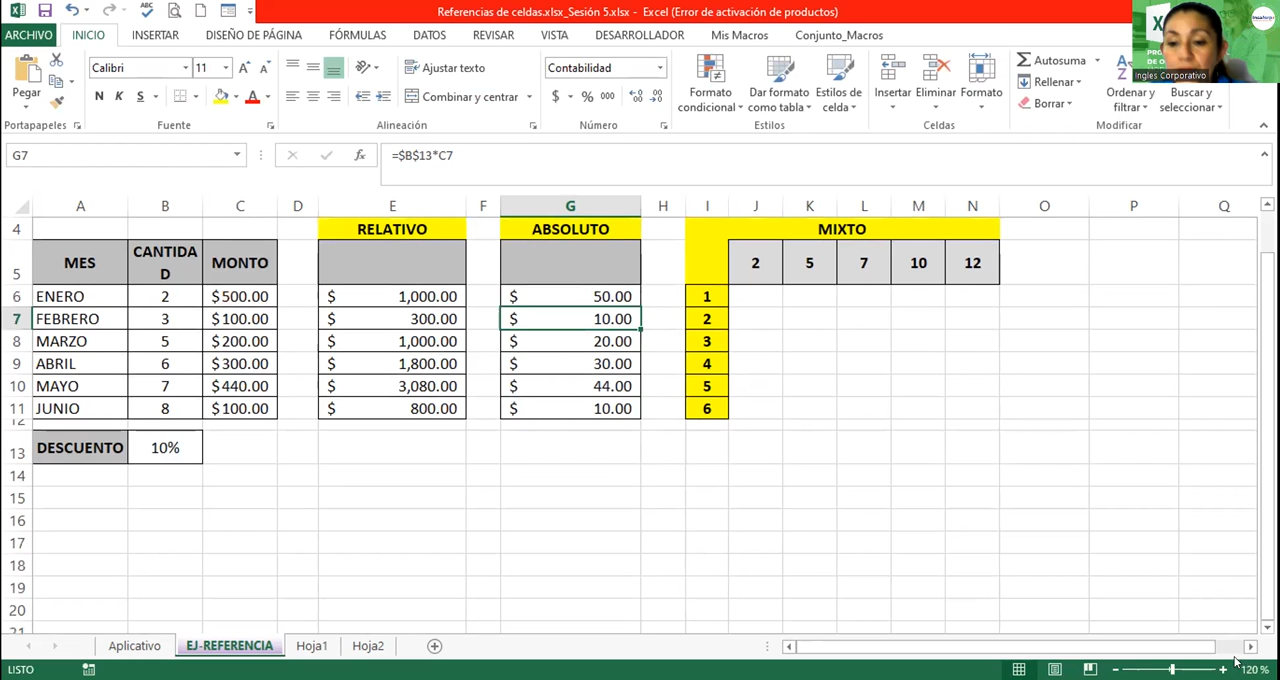 Referencias de celdas.xlsx_Sesión 5.xlsx - Excel (Error de activación de productos)
ARCHIVO INICIO INSERTAR DISEÑO DE PÁGINA FÓRMULAS DATOS REVISAR VISTA DESARROLLADOR Mis Macros Conjunto_Macros
Ingles Corporativo
Calibri 11 Ajustar texto Contabilidad Autosuma
Rellenar
Pegar N K S Combinar y centrar $ % 000 Formato condicional Dar formato como tabla Estilos de celda Insertar Eliminar Formato Borrar Ordenar y filtrar Buscar y seleccionar
Portapapeles Fuente Alineación Número Estilos Celdas Modificar
G7 fx =$B$13*C7
A B C D E F G H I J K L M N O P Q
4 RELATIVO ABSOLUTO MIXTO
5 MES CANTIDAD MONTO 2 5 7 10 12
6 ENERO 2 $500.00 $ 1,000.00 $ 50.00 1
7 FEBRERO 3 $100.00 $ 300.00 $ 10.00 2
8 MARZO 5 $200.00 $ 1,000.00 $ 20.00 3
9 ABRIL 6 $300.00 $ 1,800.00 $ 30.00 4
10 MAYO 7 $440.00 $ 3,080.00 $ 44.00 5
11 JUNIO 8 $100.00 $ 800.00 $ 10.00 6
12
13 DESCUENTO 10%
14
15
16
17
18
19
20
21
Aplicativo EJ-REFERENCIA Hoja1 Hoja2
LISTO 120 %